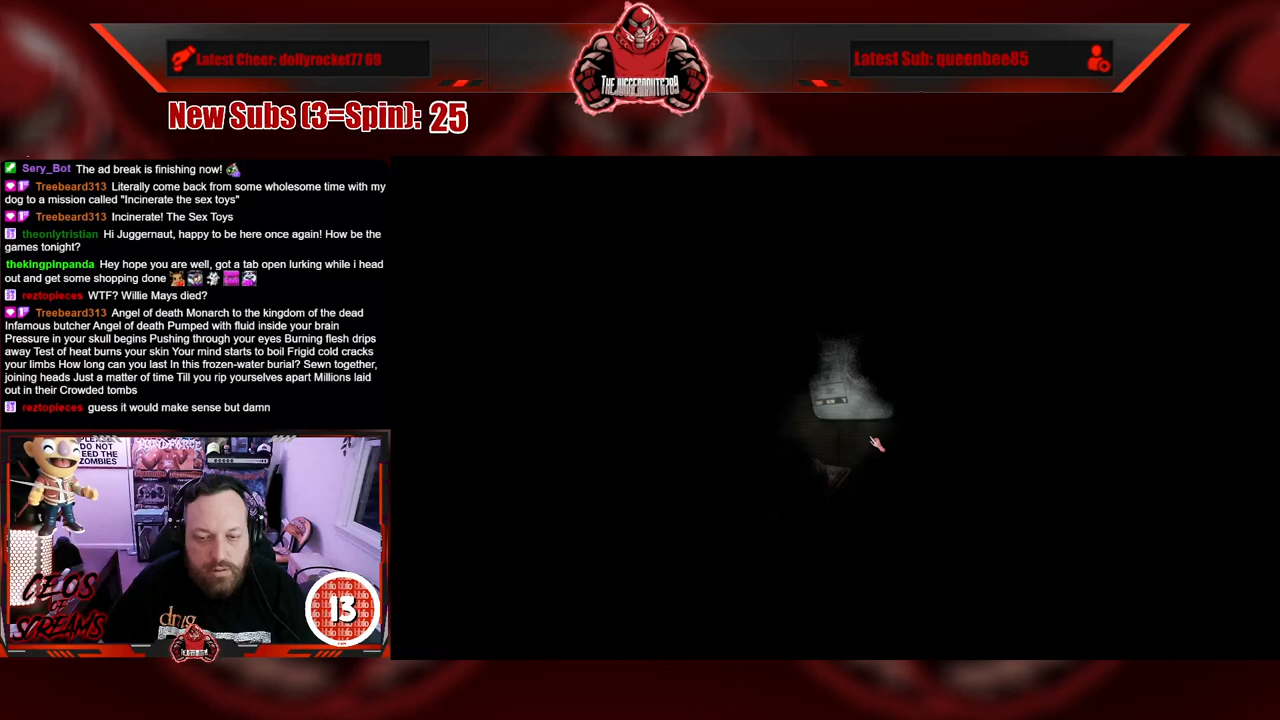 Latest Cheer: dollyrocket77 69
THEJUGGERNAUT6789
Latest Sub: queenbee85
New Subs (3=Spin): 25
Sery_Bot The ad break is finishing now!
Treebeard313 Literally come back from some wholesome time with my
dog to a mission called "Incinerate the sex toys"
Treebeard313 Incinerate! The Sex Toys
theonlytristian Hi Juggernaut, happy to be here once again! How be the
games tonight?
thekingpinpanda Hey hope you are well, got a tab open lurking while i head
out and get some shopping done
reztopieces WTF? Willie Mays died?
Treebeard313 Angel of death Monarch to the kingdom of the dead
Infamous butcher Angel of death Pumped with fluid inside your brain
Pressure in your skull begins Pushing through your eyes Burning flesh drips
away Test of heat burns your skin Your mind starts to boil Frigid cold cracks
your limbs How long can you last In this frozen-water burial? Sewn together,
joining heads Just a matter of time Till you rip yourselves apart Millions laid
out in their Crowded tombs
reztopieces guess it would make sense but damn
DO NOT
FEED THE
ZOMBIES
CEOS
OF
SCREAMS
13